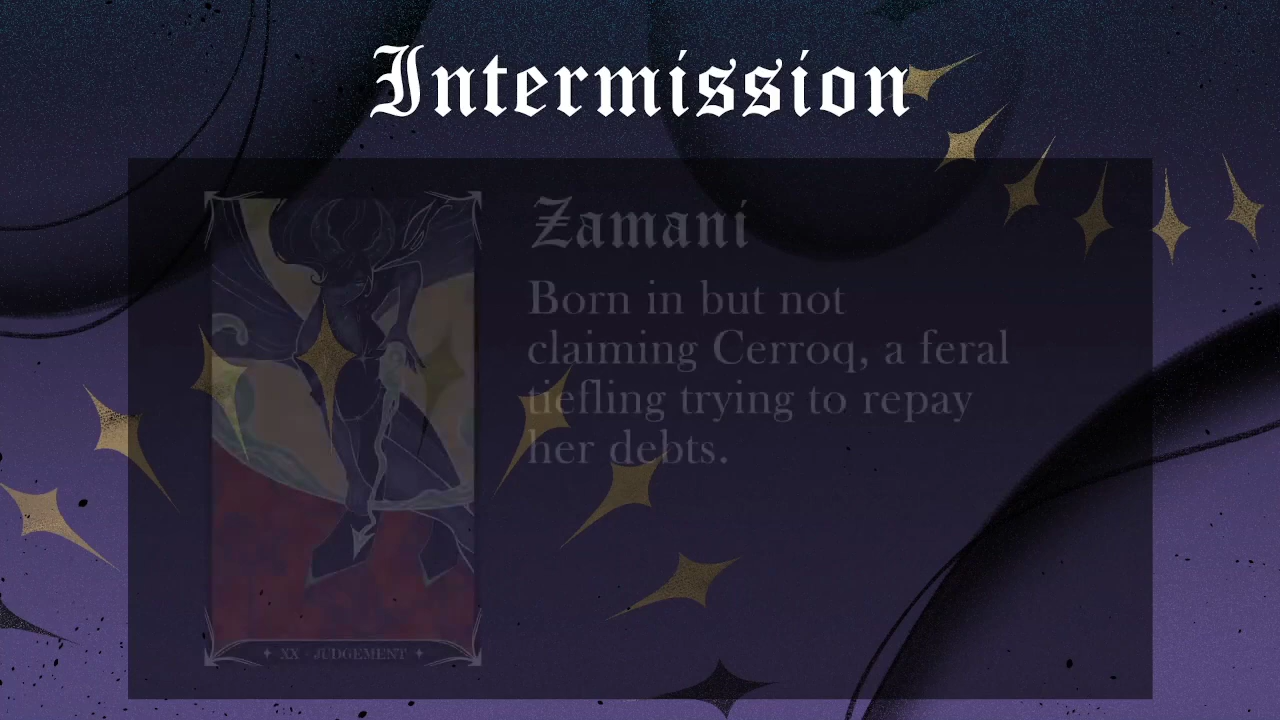 Intermission
Zamani
Born in but not
claiming Cerroq, a feral
tiefling trying to repay
her debts.
XX · JUDGEMENT